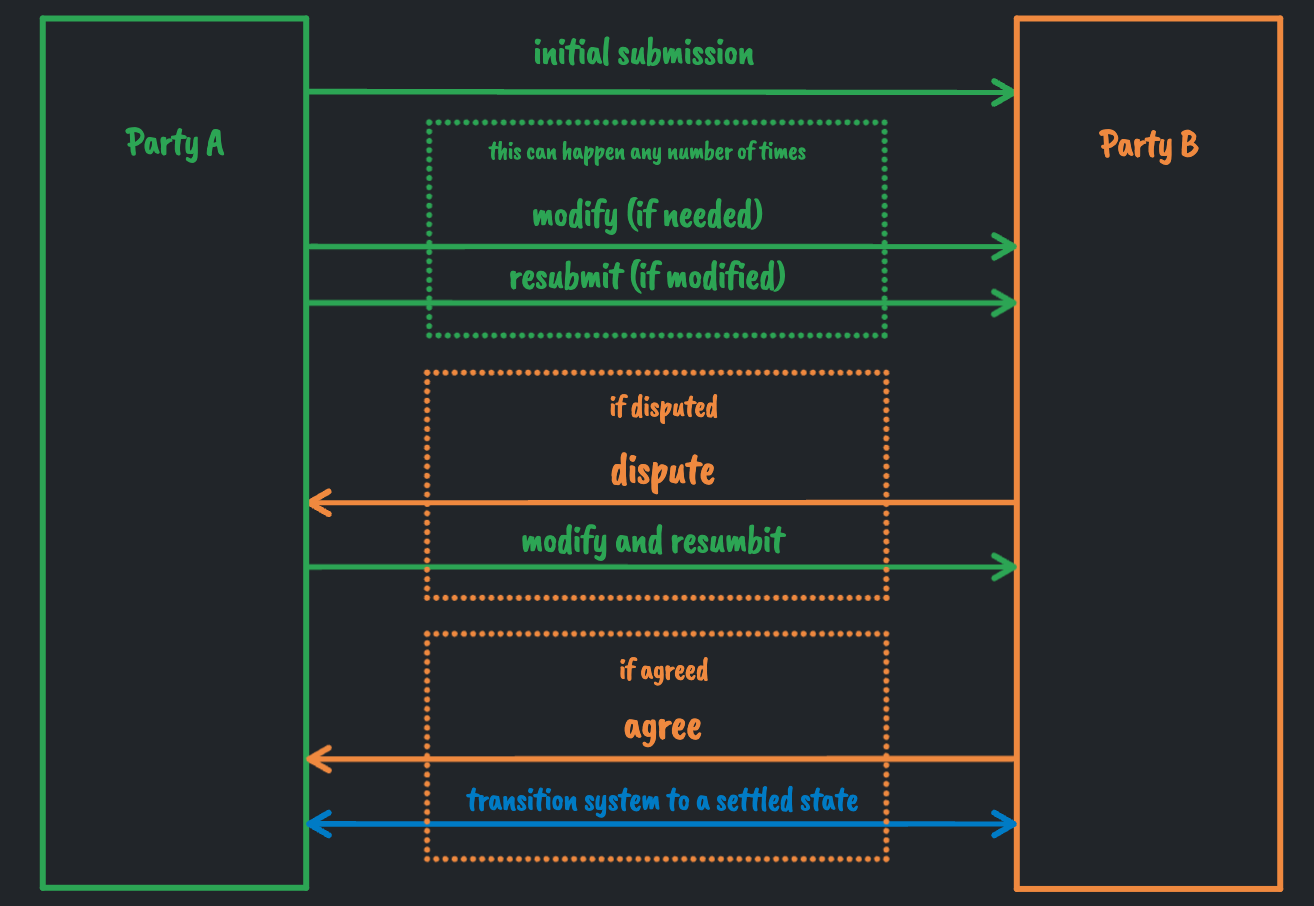 initial submission
Party A
Party B
this can happen any number of times
modify (if needed)
resubmit (if modified)
if disputed
dispute
modify and resumbit
if agreed
agree
transition system to a settled state